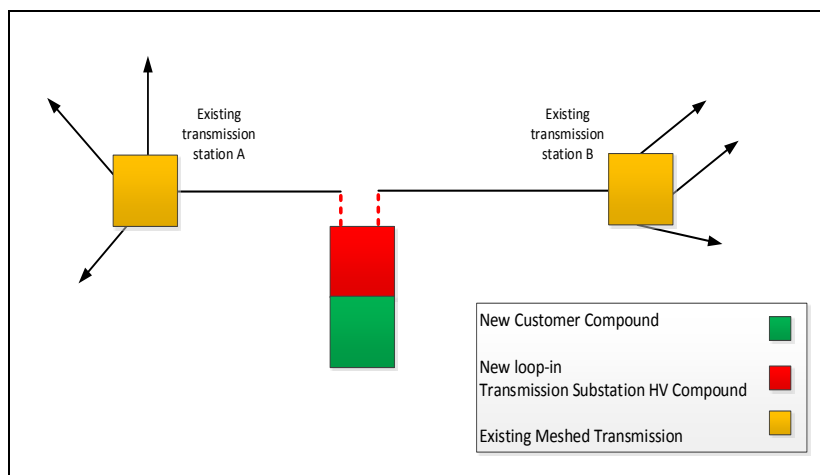 Existing
transmission
station A
Existing
transmission
station B
New Customer Compound
New loop-in
Transmission Substation HV Compound
Existing Meshed Transmission